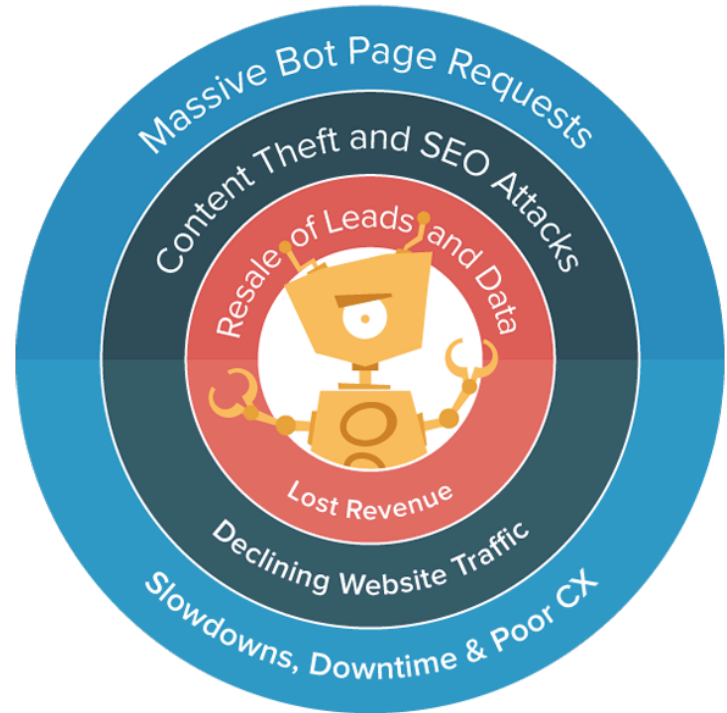 Massive Bot Page Requests
Content Theft and SEO Attacks
Resale of Leads and Data
Lost Revenue
Declining Website Traffic
Slowdowns, Downtime & Poor CX